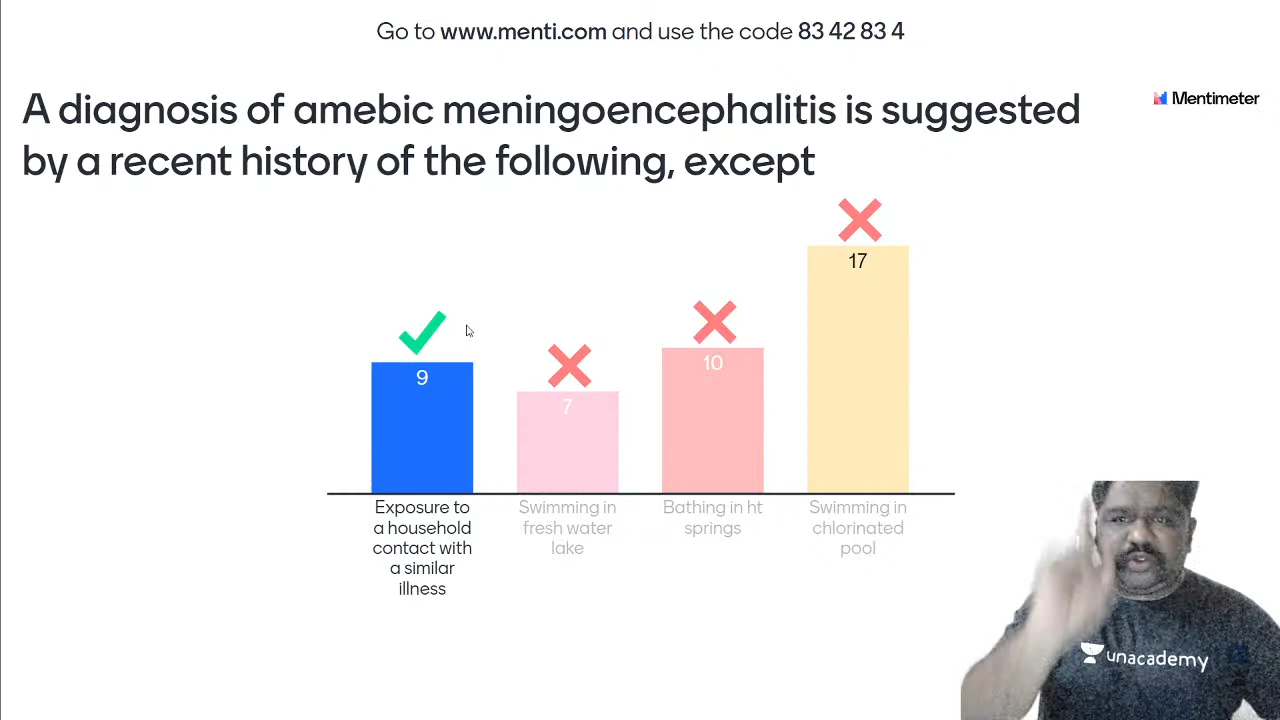 Go to www.menti.com and use the code 83 42 83 4
A diagnosis of amebic meningoencephalitis is suggested
by a recent history of the following, except
Mentimeter
17
9
7
10
Exposure to
a household
contact with
a similar
illness
Swimming in
fresh water
lake
Bathing in ht
springs
Swimming in
chlorinated
pool
unacademy